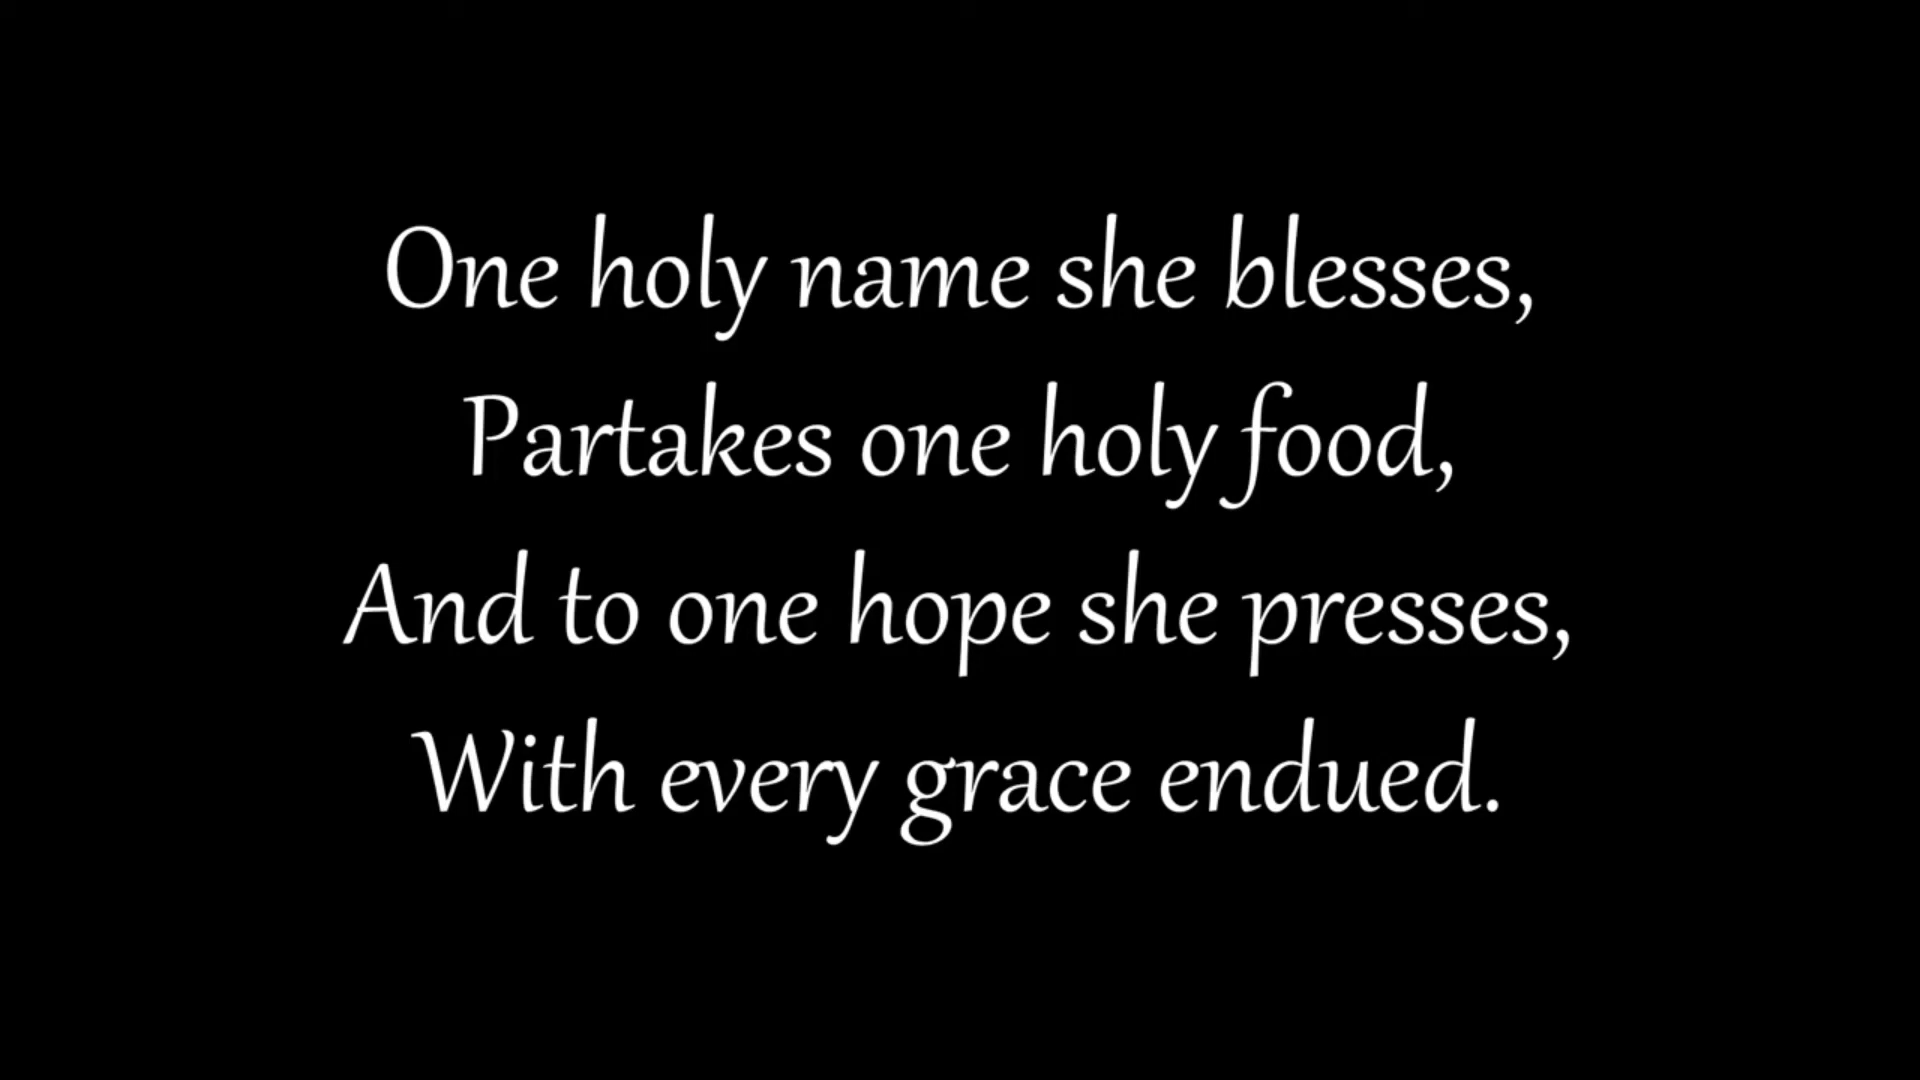 One holy name she blesses,
Partakes one holy food,
And to one hope she presses,
With every grace endued.